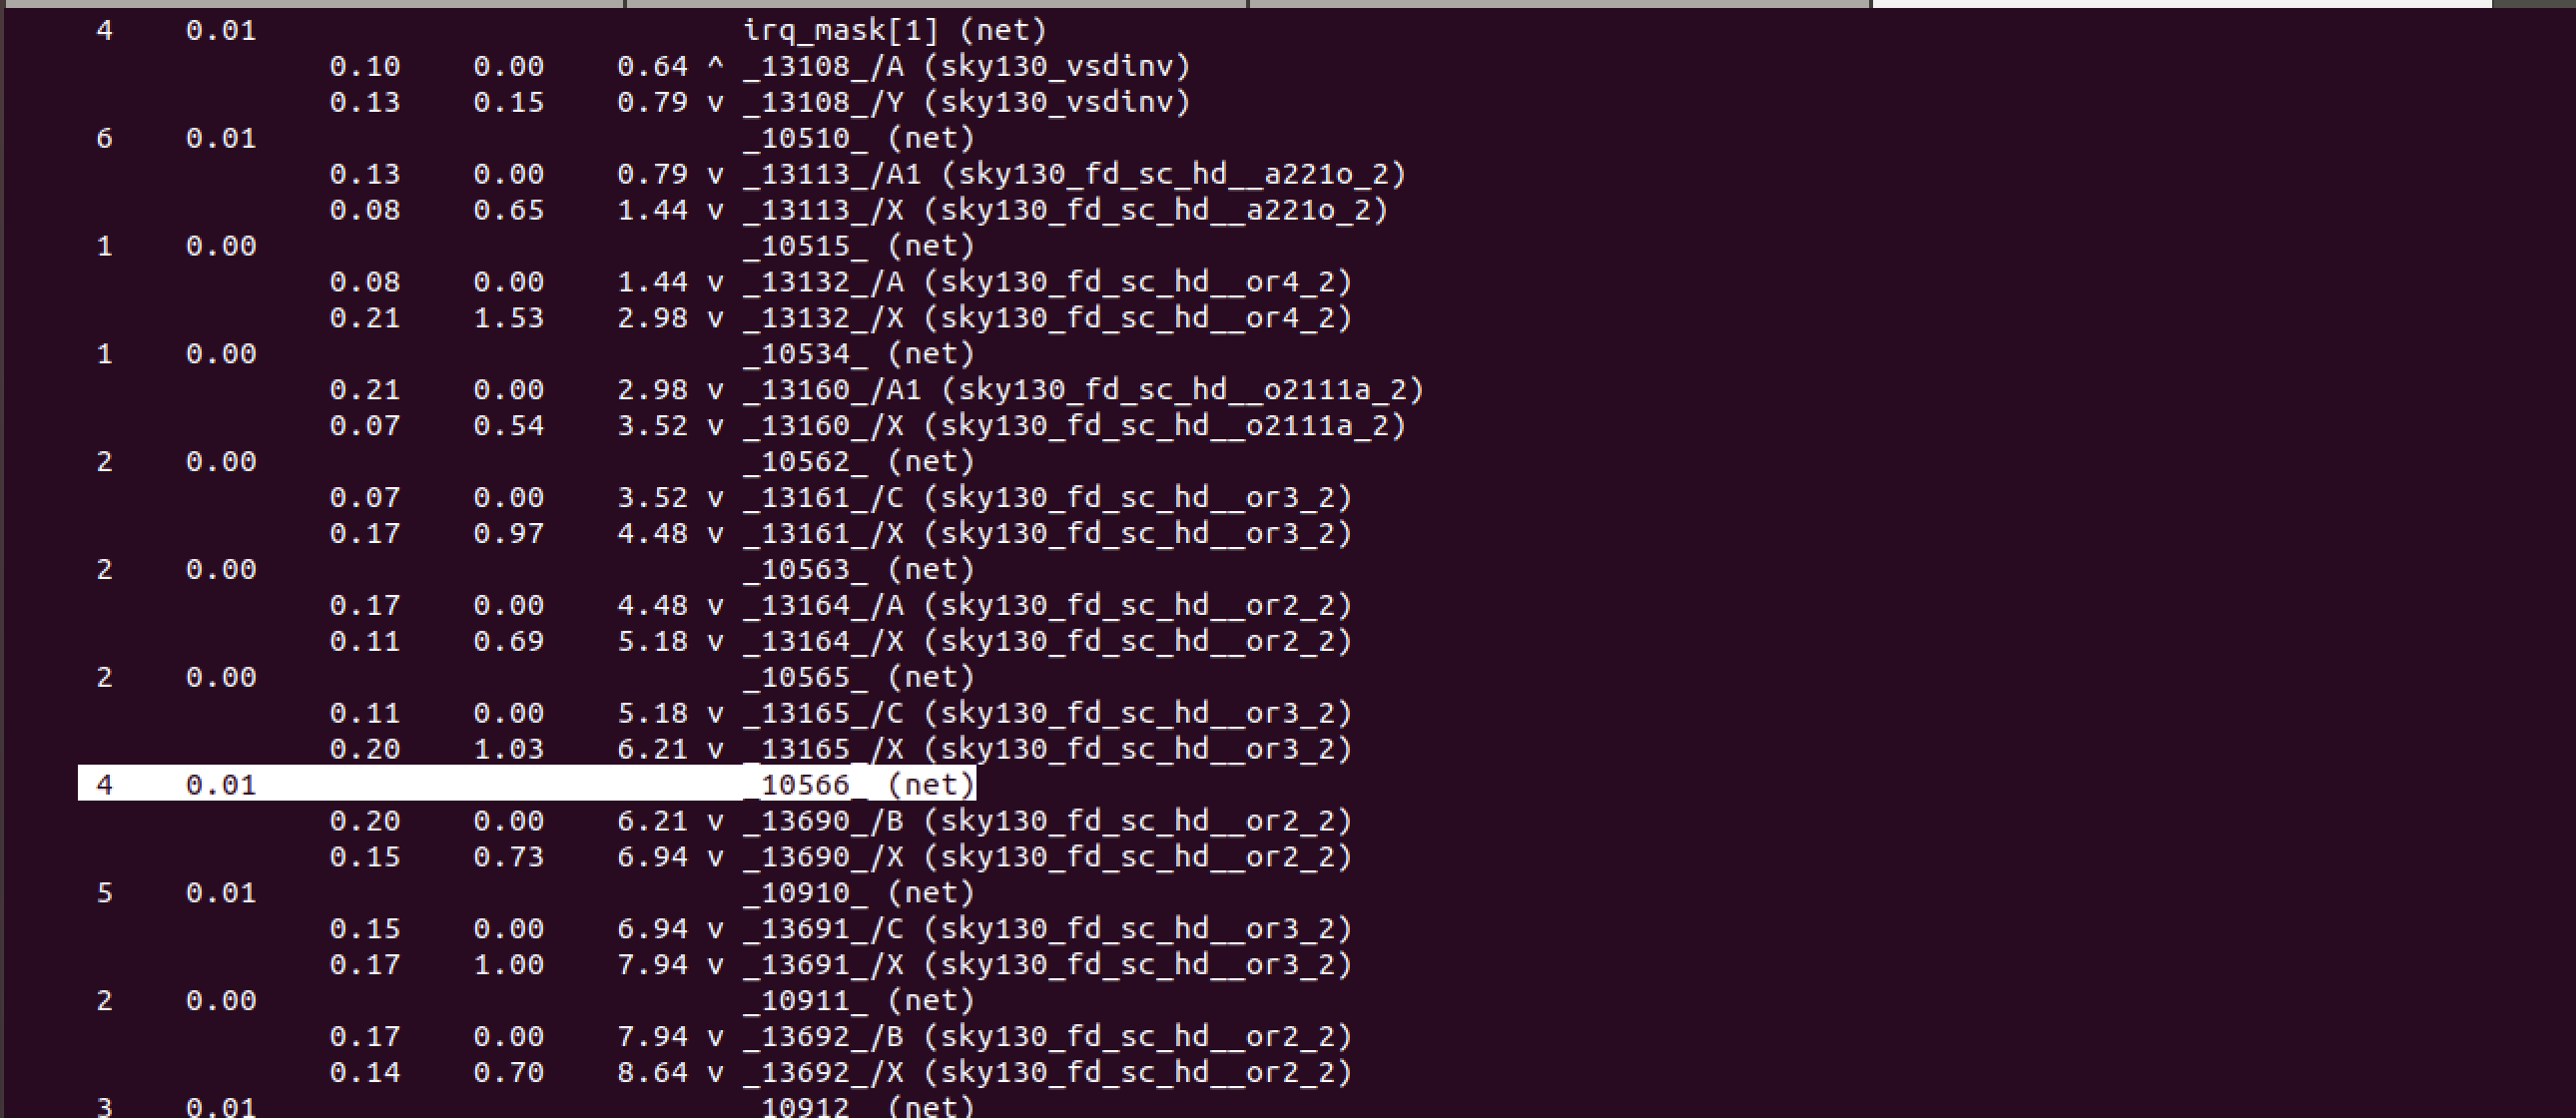 4 0.01 irq_mask[1] (net)
0.10 0.00 0.64 ^ _13108_/A (sky130_vsdinv)
0.13 0.15 0.79 v _13108_/Y (sky130_vsdinv)
6 0.01 _10510_ (net)
0.13 0.00 0.79 v _13113_/A1 (sky130_fd_sc_hd__a221o_2)
0.08 0.65 1.44 v _13113_/X (sky130_fd_sc_hd__a221o_2)
1 0.00 _10515_ (net)
0.08 0.00 1.44 v _13132_/A (sky130_fd_sc_hd__or4_2)
0.21 1.53 2.98 v _13132_/X (sky130_fd_sc_hd__or4_2)
1 0.00 _10534_ (net)
0.21 0.00 2.98 v _13160_/A1 (sky130_fd_sc_hd__o2111a_2)
0.07 0.54 3.52 v _13160_/X (sky130_fd_sc_hd__o2111a_2)
2 0.00 _10562_ (net)
0.07 0.00 3.52 v _13161_/C (sky130_fd_sc_hd__or3_2)
0.17 0.97 4.48 v _13161_/X (sky130_fd_sc_hd__or3_2)
2 0.00 _10563_ (net)
0.17 0.00 4.48 v _13164_/A (sky130_fd_sc_hd__or2_2)
0.11 0.69 5.18 v _13164_/X (sky130_fd_sc_hd__or2_2)
2 0.00 _10565_ (net)
0.11 0.00 5.18 v _13165_/C (sky130_fd_sc_hd__or3_2)
0.20 1.03 6.21 v _13165_/X (sky130_fd_sc_hd__or3_2)
4 0.01 _10566_ (net)
0.20 0.00 6.21 v _13690_/B (sky130_fd_sc_hd__or2_2)
0.15 0.73 6.94 v _13690_/X (sky130_fd_sc_hd__or2_2)
5 0.01 _10910_ (net)
0.15 0.00 6.94 v _13691_/C (sky130_fd_sc_hd__or3_2)
0.17 1.00 7.94 v _13691_/X (sky130_fd_sc_hd__or3_2)
2 0.00 _10911_ (net)
0.17 0.00 7.94 v _13692_/B (sky130_fd_sc_hd__or2_2)
0.14 0.70 8.64 v _13692_/X (sky130_fd_sc_hd__or2_2)
3 0.01 _10912_ (net)